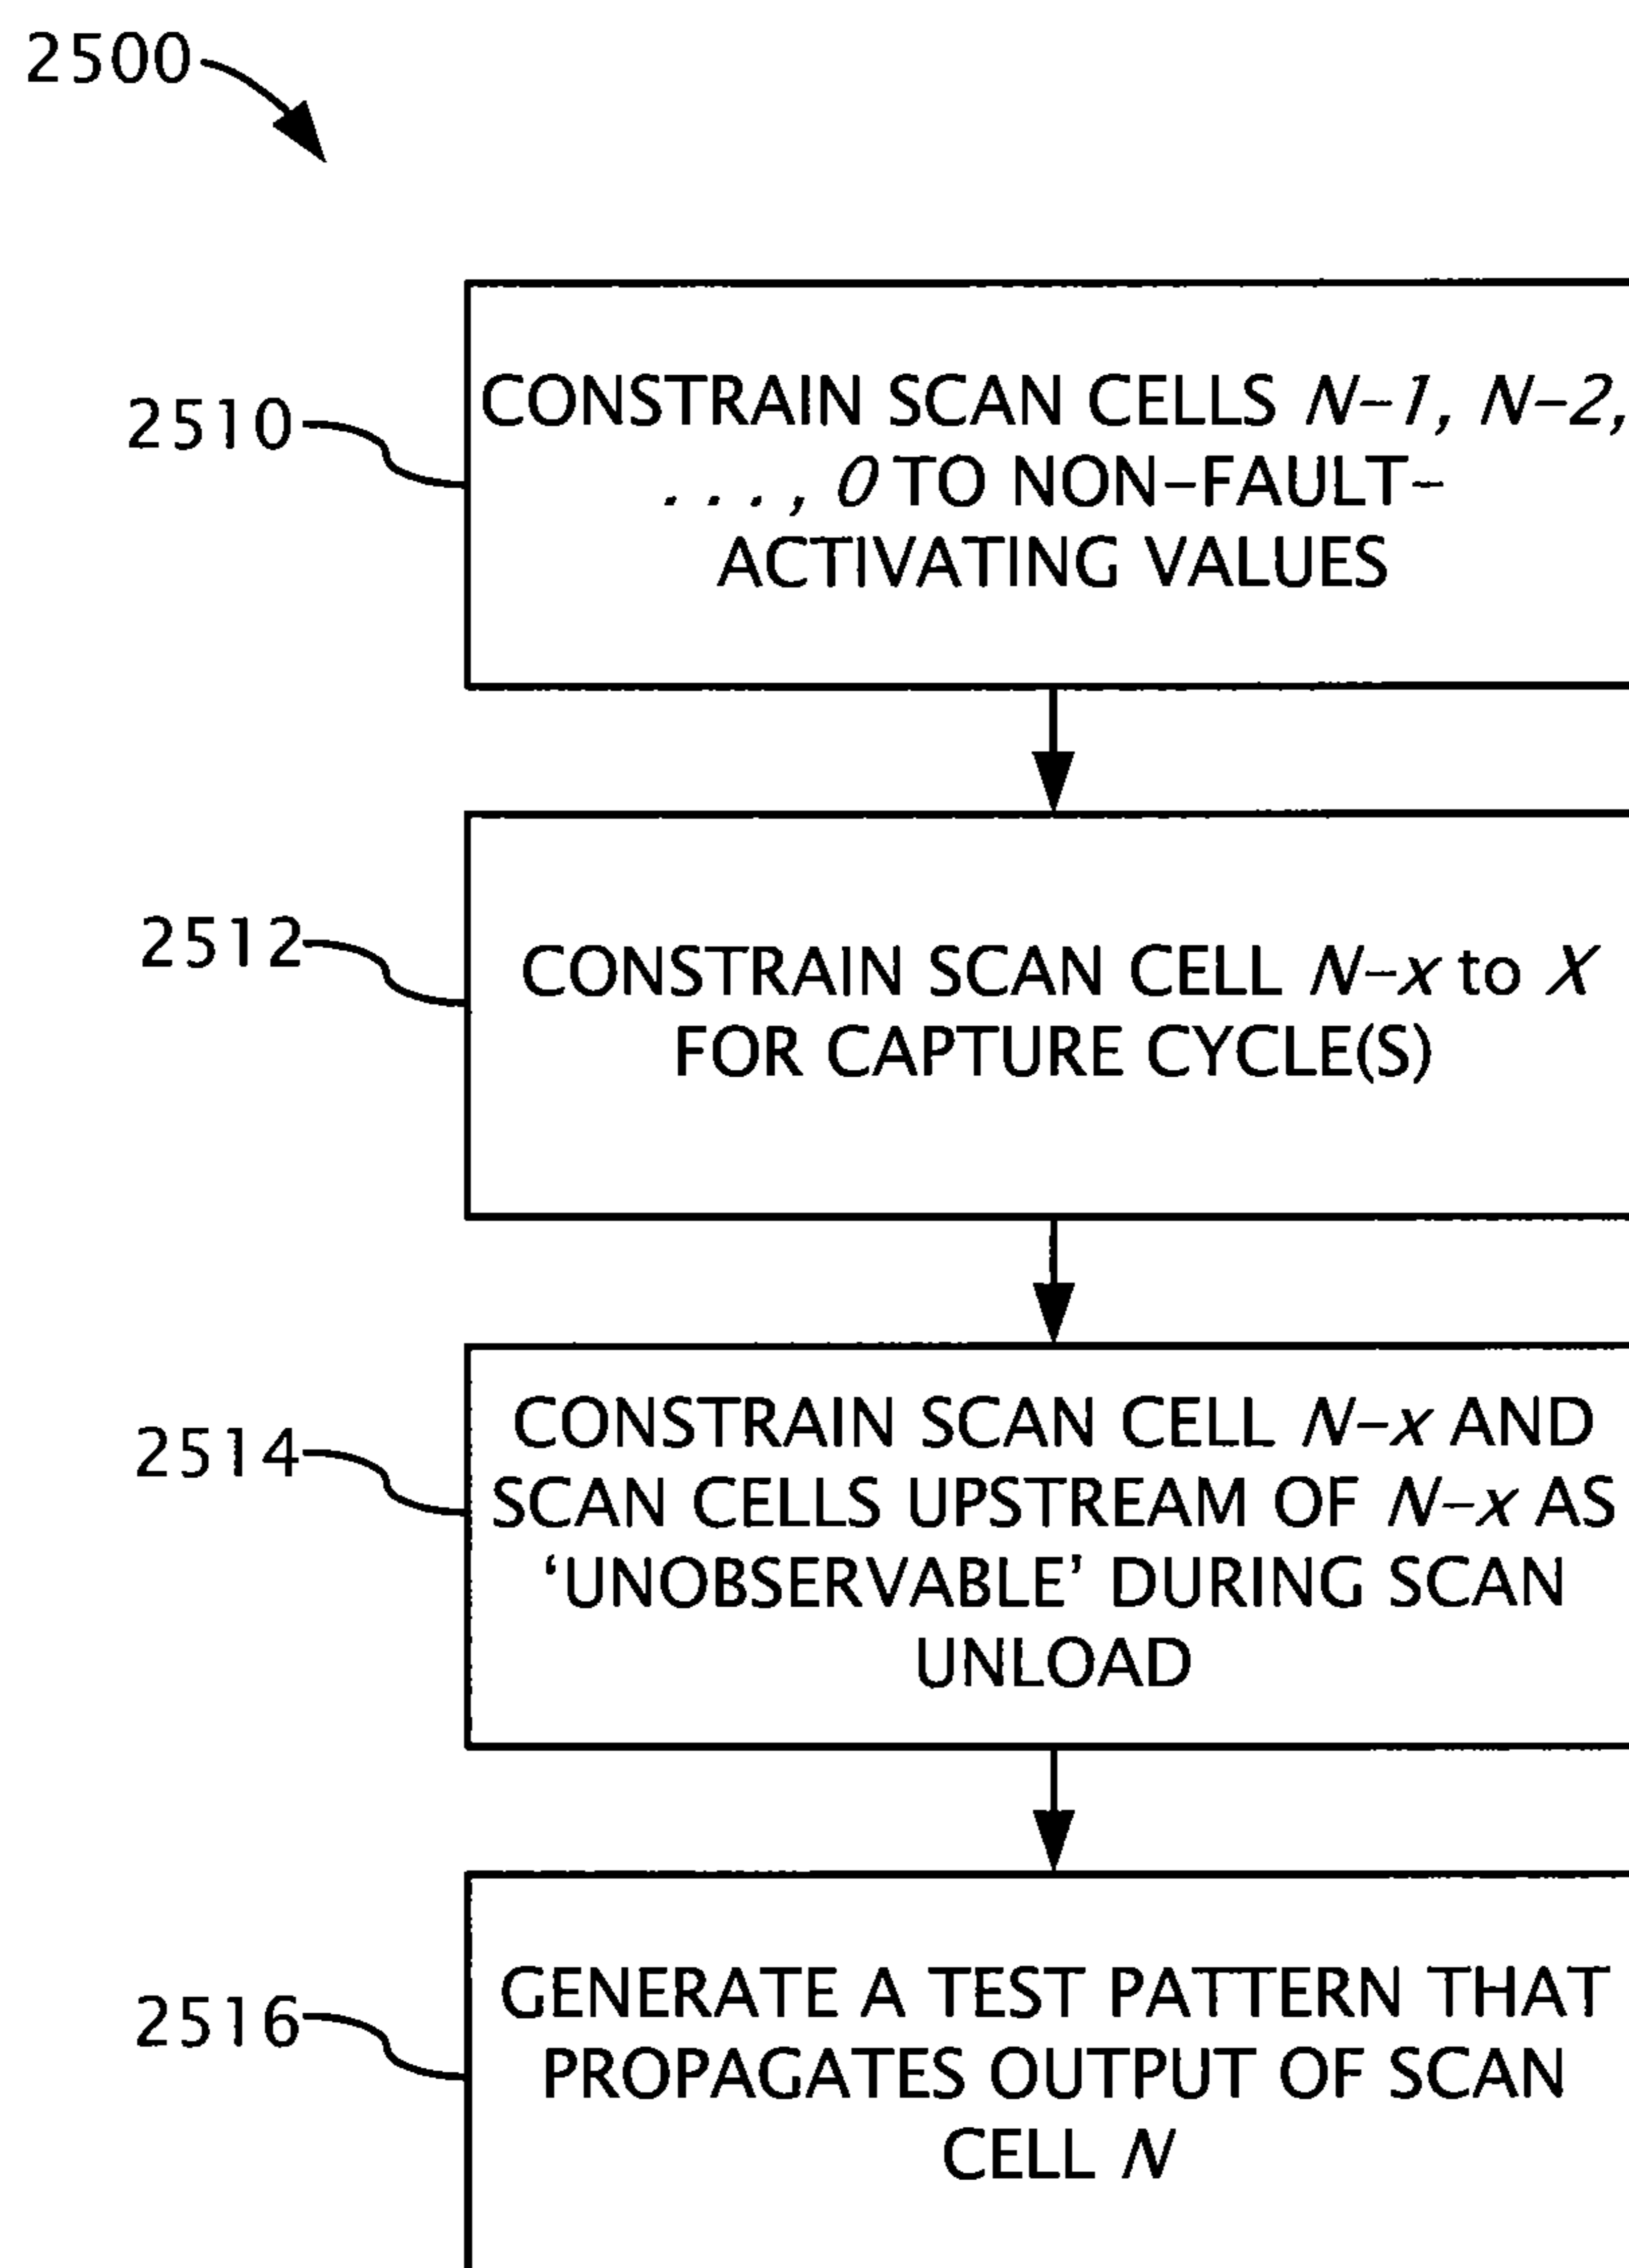 2500
2510
CONSTRAIN SCAN CELLS N-1, N-2,
. . . , 0 TO NON-FAULT-
ACTIVATING VALUES
2512
CONSTRAIN SCAN CELL N-x to X
FOR CAPTURE CYCLE(S)
2514
CONSTRAIN SCAN CELL N-x AND
SCAN CELLS UPSTREAM OF N-x AS
‘UNOBSERVABLE’ DURING SCAN
UNLOAD
2516
GENERATE A TEST PATTERN THAT
PROPAGATES OUTPUT OF SCAN
CELL N